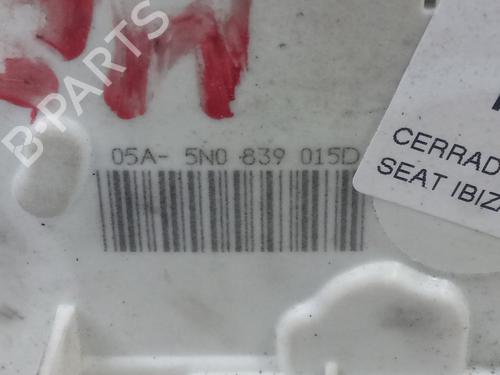 B-PARTS
05A- 5N0 839 015D
CERRAD
SEAT IBIZ